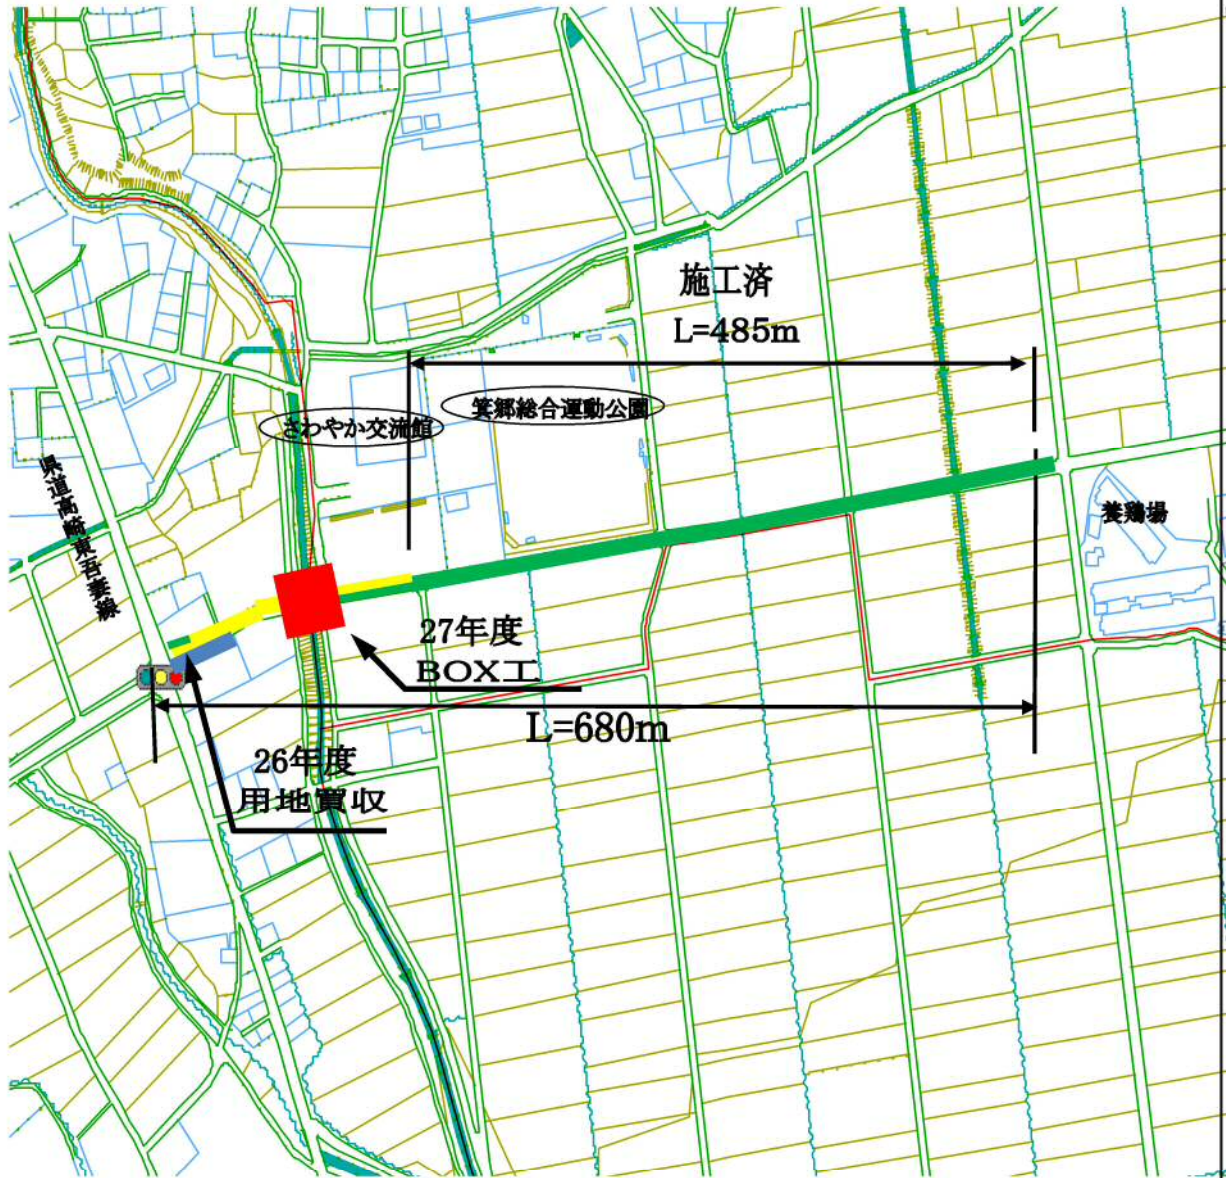 施工済
L=485m
箕郷総合運動公園
さわやか交流館
県道高崎東吾妻線
養鶏場
27年度
BOX工
L=680m
26年度
用地買収